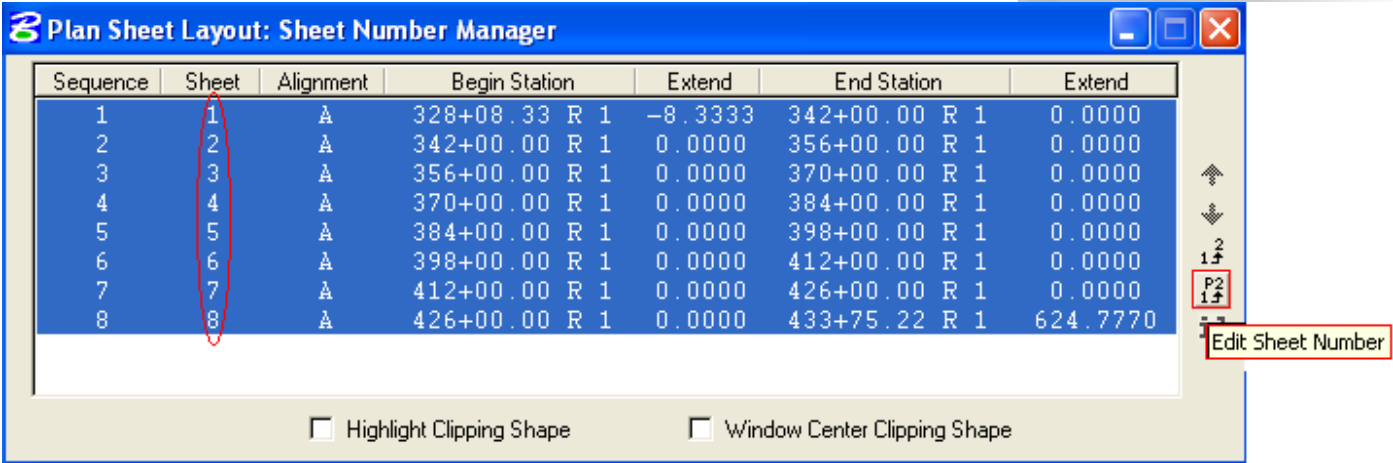 Plan Sheet Layout: Sheet Number Manager
Sequence Sheet Alignment Begin Station Extend End Station Extend
1 1 A 328+08.33 R 1 -8.3333 342+00.00 R 1 0.0000
2 2 A 342+00.00 R 1 0.0000 356+00.00 R 1 0.0000
3 3 A 356+00.00 R 1 0.0000 370+00.00 R 1 0.0000
4 4 A 370+00.00 R 1 0.0000 384+00.00 R 1 0.0000
5 5 A 384+00.00 R 1 0.0000 398+00.00 R 1 0.0000
6 6 A 398+00.00 R 1 0.0000 412+00.00 R 1 0.0000
7 7 A 412+00.00 R 1 0.0000 426+00.00 R 1 0.0000
8 8 A 426+00.00 R 1 0.0000 433+75.22 R 1 624.7770
1 2
P2
1
Edit Sheet Number
Highlight Clipping Shape Window Center Clipping Shape